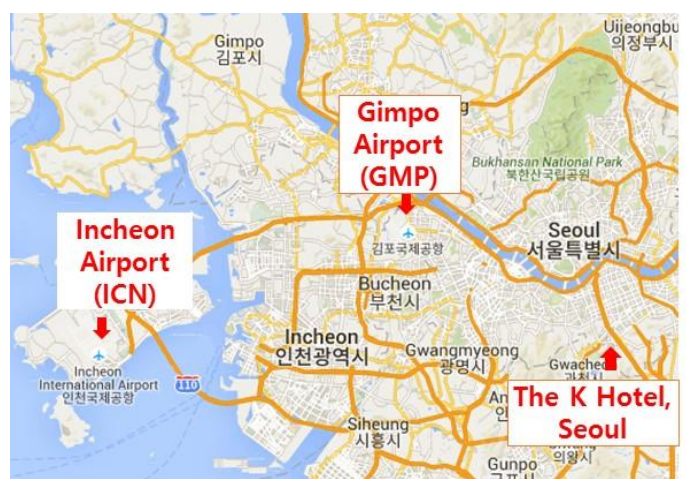 Gimpo
김포시
Uijeongbu
의정부시
Gimpo
Airport
(GMP)
Bukhansan National Park
북한산국립공원
Incheon
Airport
(ICN)
김포국제공항
Seoul
서울특별시
Bucheon
부천시
Incheon
인천광역시
Gwangmyeong
광명시
Incheon
International Airport
인천국제공항
110
The K Hotel,
Seoul
Siheung
시흥시
Gunpo
의왕시